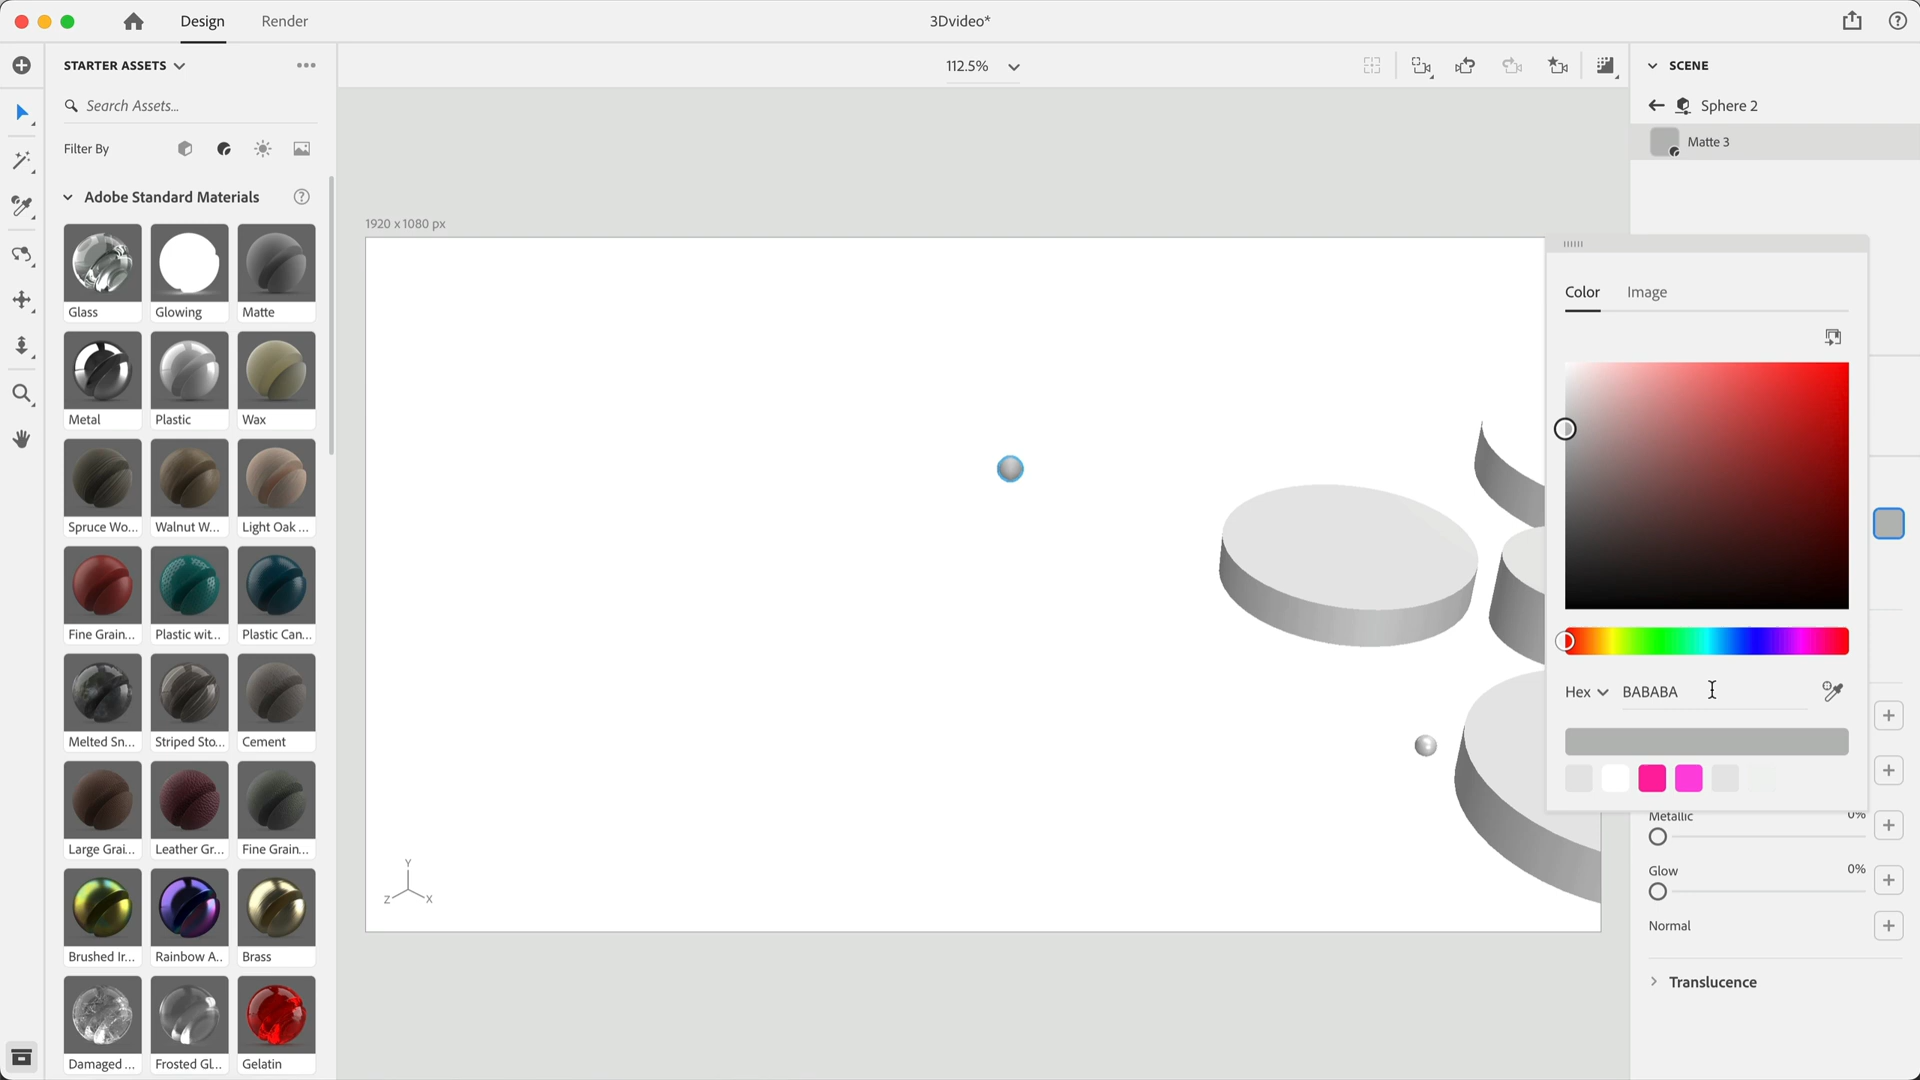 Design
Render
3Dvideo*
STARTER ASSETS
Search Assets...
Filter By
Adobe Standard Materials
Glass
Glowing
Matte
Metal
Plastic
Wax
Spruce Wo...
Walnut W...
Light Oak ...
Fine Grain...
Plastic wit...
Plastic Can...
Melted Sn...
Striped Sto...
Cement
Large Grai...
Leather Gr...
Fine Grain...
Brushed Ir...
Rainbow A..
Brass
Damaged ...
Frosted Gl...
Gelatin
112.5%
1920 x 1080 px
Y
Z
X
SCENE
Sphere 2
Matte 3
Color
Image
Hex
BABABA
Metallic
0%
Glow
0%
Normal
Translucence